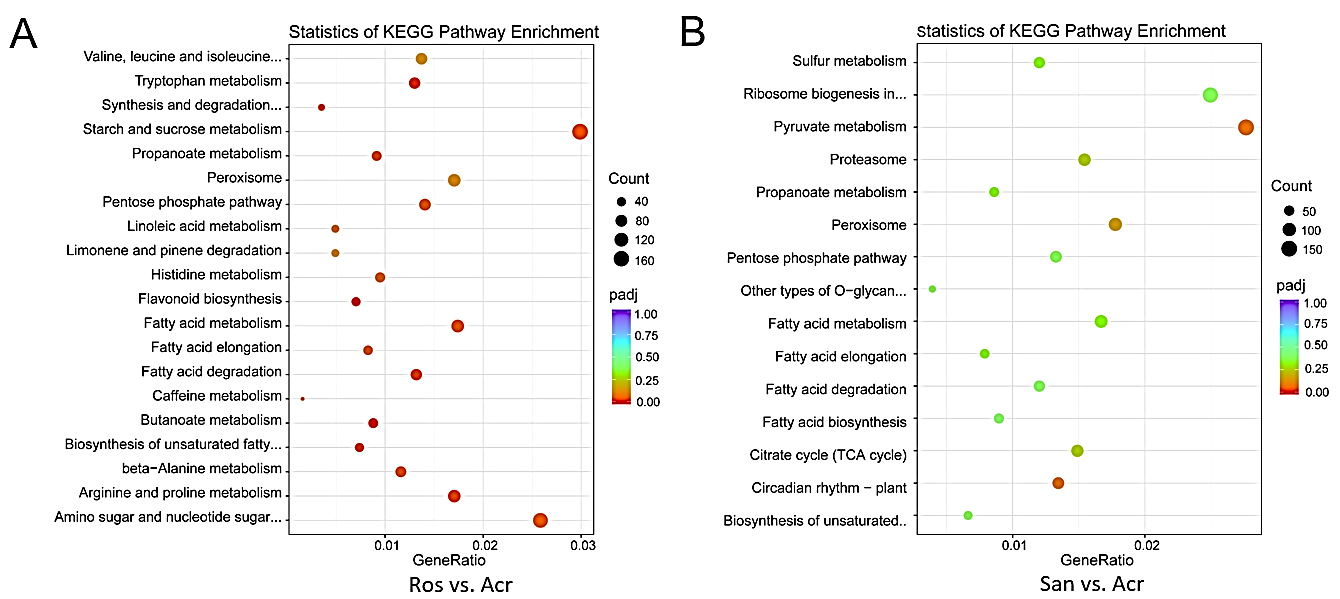 A
Statistics of KEGG Pathway Enrichment
Valine, leucine and isoleucine...
Tryptophan metabolism
Synthesis and degradation...
Starch and sucrose metabolism
Propanoate metabolism
Peroxisome
Pentose phosphate pathway
Linoleic acid metabolism
Limonene and pinene degradation
Histidine metabolism
Flavonoid biosynthesis
Fatty acid metabolism
Fatty acid elongation
Fatty acid degradation
Caffeine metabolism
Butanoate metabolism
Biosynthesis of unsaturated fatty...
beta−Alanine metabolism
Arginine and proline metabolism
Amino sugar and nucleotide sugar...
0.01 0.02 0.03
GeneRatio
Ros vs. Acr
Count
40
80
120
160
padj
1.00
0.75
0.50
0.25
0.00
B
Statistics of KEGG Pathway Enrichment
Sulfur metabolism
Ribosome biogenesis in...
Pyruvate metabolism
Proteasome
Propanoate metabolism
Peroxisome
Pentose phosphate pathway
Other types of O−glycan...
Fatty acid metabolism
Fatty acid elongation
Fatty acid degradation
Fatty acid biosynthesis
Citrate cycle (TCA cycle)
Circadian rhythm − plant
Biosynthesis of unsaturated..
0.01 0.02
GeneRatio
San vs. Acr
Count
50
100
150
padj
1.00
0.75
0.50
0.25
0.00